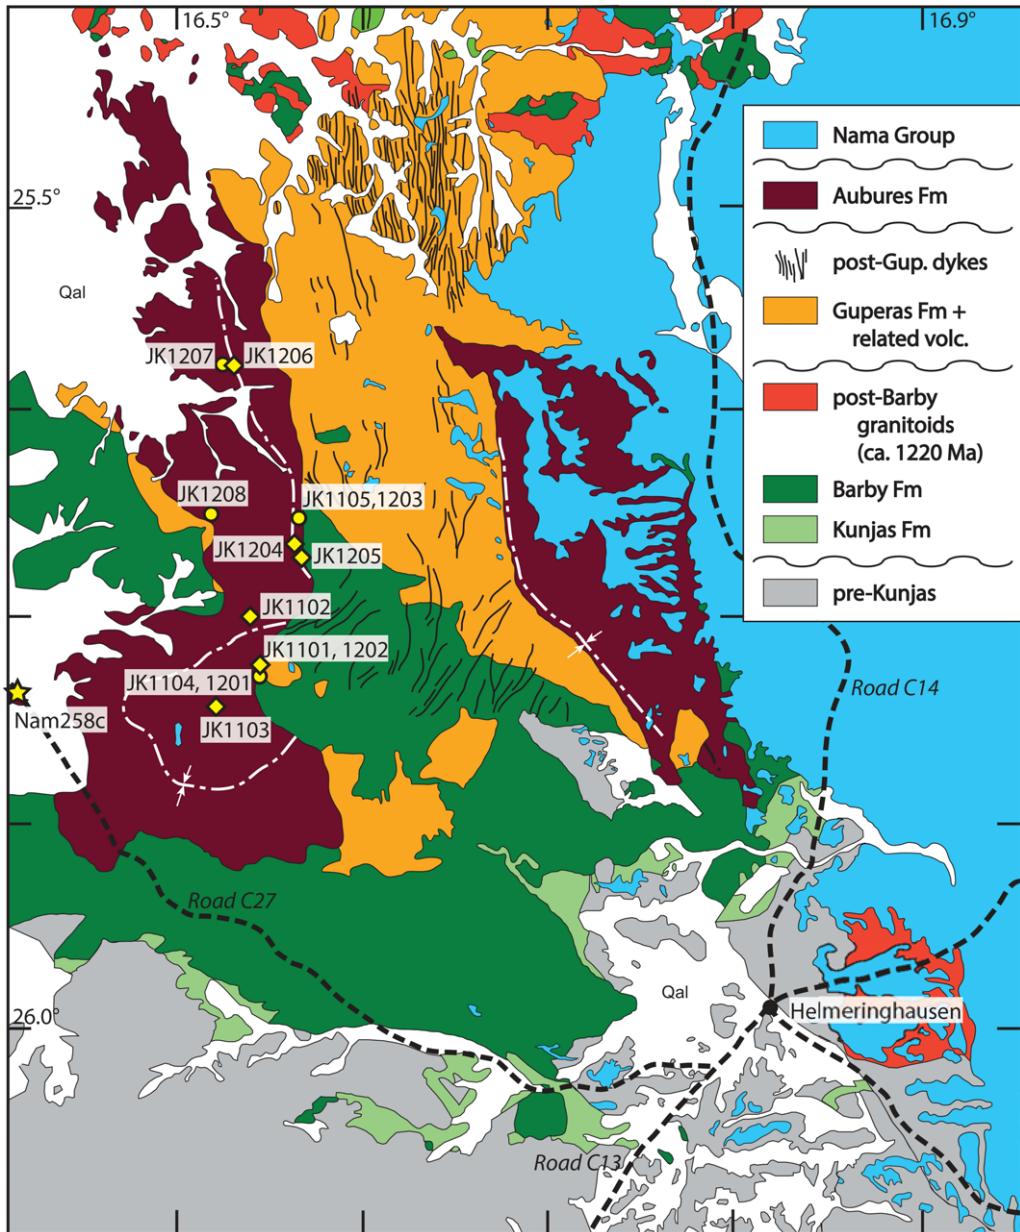 16.5°
16.9°
Nama Group
25.5°
Aubures Fm
post-Gup. dykes
Qal
Guperas Fm +
related volc.
JK1207
JK1206
post-Barby
granitoids
(ca. 1220 Ma)
JK1208
JK1105,1203
Barby Fm
Kunjas Fm
JK1204
JK1205
pre-Kunjas
JK1102
JK1101, 1202
JK1104, 1201
Road C14
Nam258c
JK1103
Road C27
Qal
Helmeringhausen
26.0°
Road C13